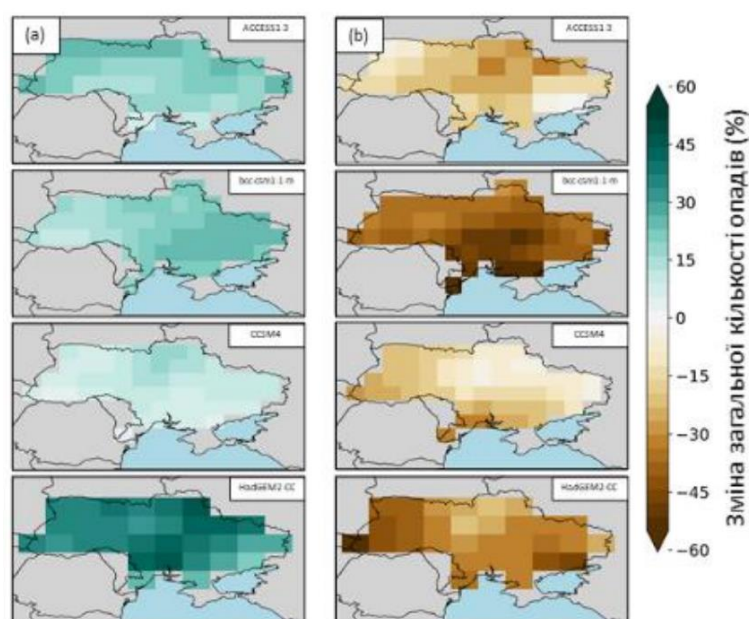 (a)
ACCESS1.3
(b)
bcc-csm1-1-m
CCSM4
CCSM4
HadGEM2-CC
HadGEM2-CC
ACCESS1.3
bcc-csm1.1-m
60
45
30
15
0
−15
−30
−45
−60
Зміна загальної кількості опадів (%)